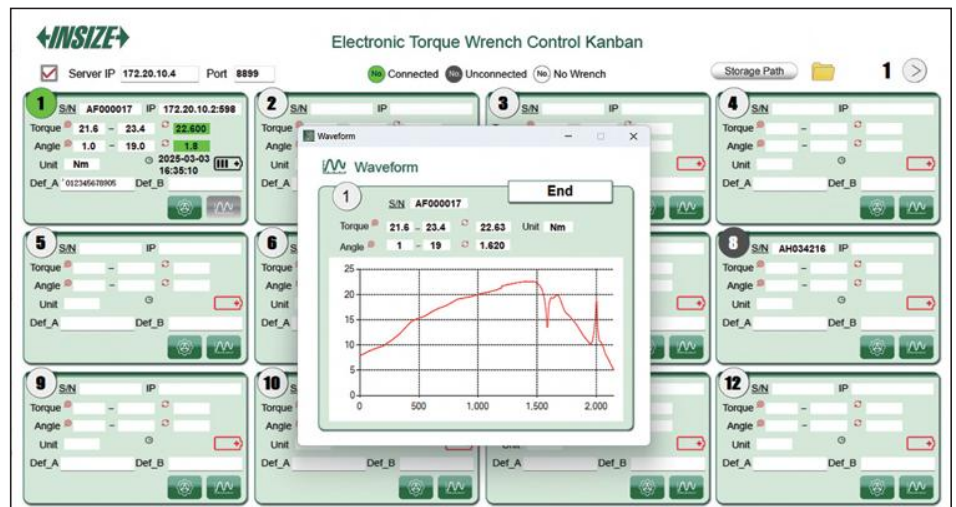 INSIZE
Electronic Torque Wrench Control Kanban
Server IP 172.20.10.4 Port 8899 No. Connected No. Unconnected No. No Wrench Storage Path 1
1 S/N AF000017 IP 172.20.10.2:598
Torque 21.6 - 23.4 22.600
Angle 1.0 - 19.0 1.8
Unit Nm 2025-03-03
16:35:10
Def_A '012345678905 Def_B
2 S/N IP
Torque
Angle
Unit
Def_A
3 S/N IP
4 S/N IP
Torque -
Angle -
Unit
Def_A Def_B
Waveform
Waveform
End
1 S/N AF000017
Torque 21.6 - 23.4 22.63 Unit Nm
Angle 1 - 19 1.620
25
20
15
10
5
0
0 500 1,000 1,500 2,000
5 S/N IP
Torque -
Angle -
Unit
Def_A Def_B
6 S
Torque
Angle
Unit
Def_A
8 S/N AH034216 IP
Torque -
Angle -
Unit
Def_A Def_B
9 S/N IP
Torque -
Angle -
Unit
Def_A Def_B
10 S
Torque
Angle
Unit
Def_A Def_B
Def_A Def_B
12 S/N IP
Torque -
Angle -
Unit
Def_A Def_B